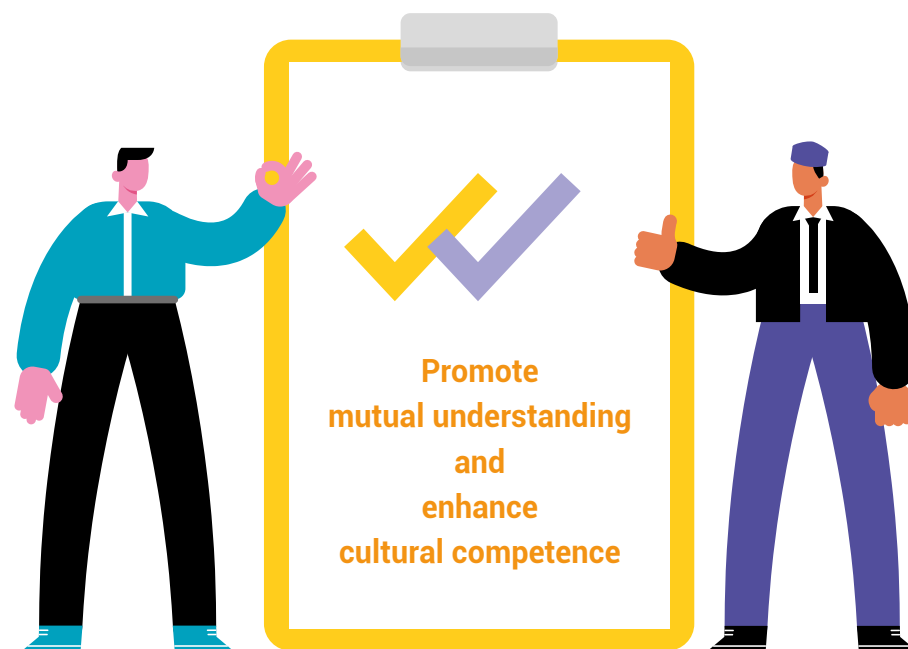 Promote
mutual understanding
and
enhance
cultural competence